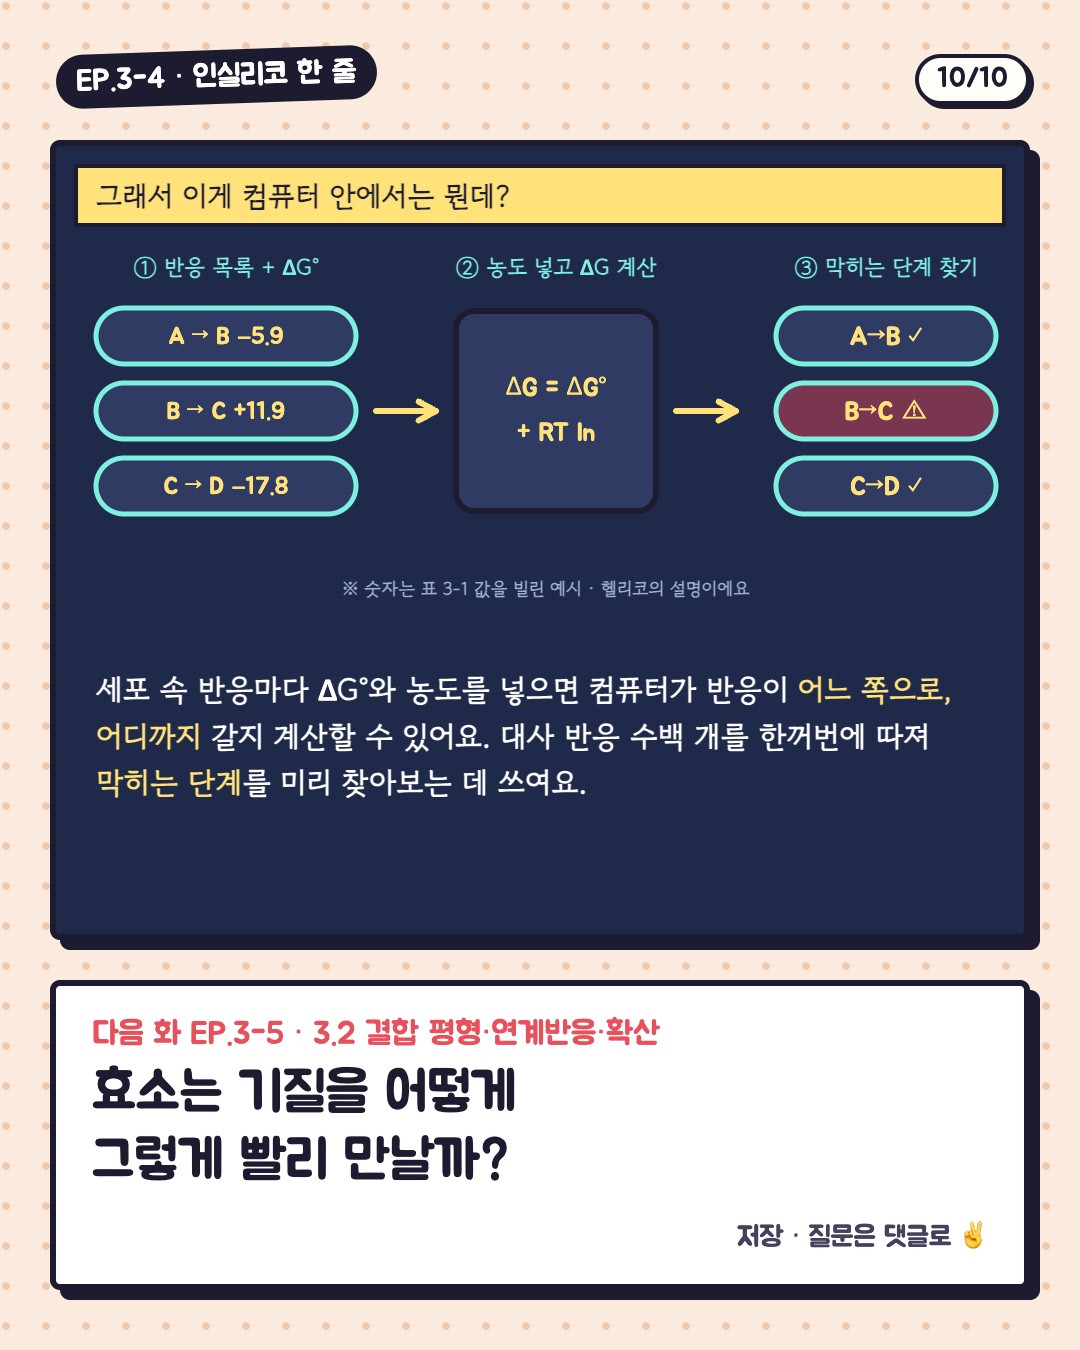 EP.3-4 · 인실리코 한 줄
10/10
그래서 이게 컴퓨터 안에서는 뭔데?
① 반응 목록 + ΔG°
A → B −5.9
B → C +11.9
C → D −17.8
② 농도 넣고 ΔG 계산
ΔG = ΔG°
+ RT ln
③ 막히는 단계 찾기
A→B ✓
B→C ⚠
C→D ✓
※ 숫자는 표 3-1 값을 빌린 예시 · 헬리코의 설명이에요
세포 속 반응마다 ΔG°와 농도를 넣으면 컴퓨터가 반응이 어느 쪽으로,
어디까지 갈지 계산할 수 있어요. 대사 반응 수백 개를 한꺼번에 따져
막히는 단계를 미리 찾아보는 데 쓰여요.
다음 화 EP.3-5 · 3.2 결합 평형·연계반응·확산
효소는 기질을 어떻게
그렇게 빨리 만날까?
저장 · 질문은 댓글로 ✌